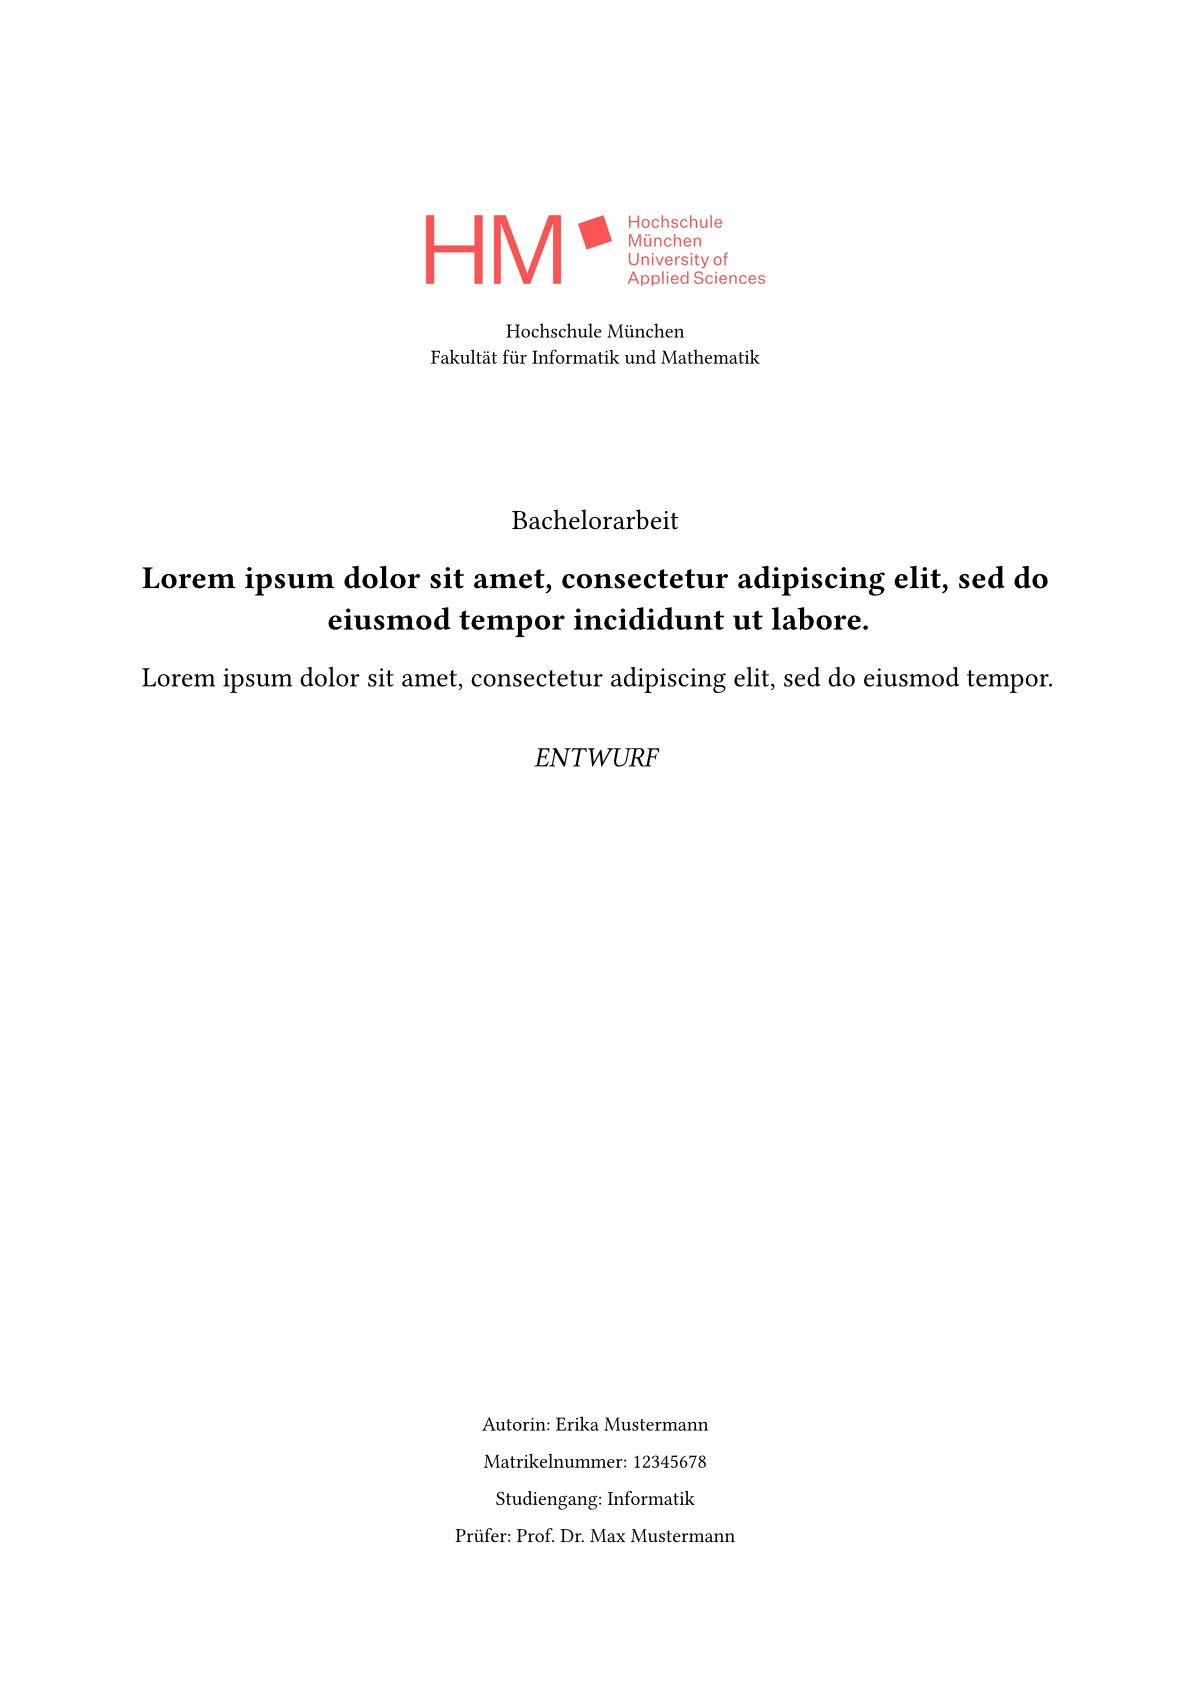 HM
Hochschule
München
University of
Applied Sciences
Hochschule München
Fakultät für Informatik und Mathematik
Bachelorarbeit
Lorem ipsum dolor sit amet, consectetur adipiscing elit, sed do
eiusmod tempor incididunt ut labore.
Lorem ipsum dolor sit amet, consectetur adipiscing elit, sed do eiusmod tempor.
ENTWURF
Autorin: Erika Mustermann
Matrikelnummer: 12345678
Studiengang: Informatik
Prüfer: Prof. Dr. Max Mustermann